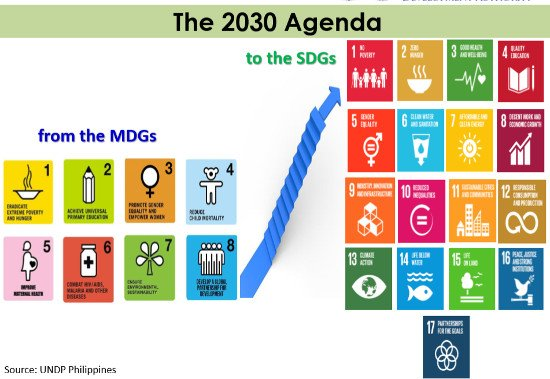 The 2030 Agenda
to the SDGs
from the MDGs
1
ERADICATE
EXTREME POVERTY
AND HUNGER
2
ACHIEVE UNIVERSAL
PRIMARY EDUCATION
3
PROMOTE GENDER
EQUALITY AND
EMPOWER WOMEN
4
REDUCE
CHILD MORTALITY
5
IMPROVE
MATERNAL HEALTH
6
COMBAT HIV/AIDS,
MALARIA AND OTHER
DISEASES
7
ENSURE
ENVIRONMENTAL
SUSTAINABILITY
8
DEVELOP A GLOBAL
PARTNERSHIP FOR
DEVELOPMENT
1 NO
POVERTY
2 ZERO
HUNGER
3 GOOD HEALTH
AND WELL-BEING
4 QUALITY
EDUCATION
5 GENDER
EQUALITY
6 CLEAN WATER
AND SANITATION
7 AFFORDABLE AND
CLEAN ENERGY
8 DECENT WORK AND
ECONOMIC GROWTH
9 INDUSTRY, INNOVATION
AND INFRASTRUCTURE
10 REDUCED
INEQUALITIES
11 SUSTAINABLE CITIES
AND COMMUNITIES
12 RESPONSIBLE
CONSUMPTION
AND PRODUCTION
13 CLIMATE
ACTION
14 LIFE BELOW
WATER
15 LIFE
ON LAND
16 PEACE, JUSTICE
AND STRONG
INSTITUTIONS
17 PARTNERSHIPS
FOR THE GOALS
Source: UNDP Philippines